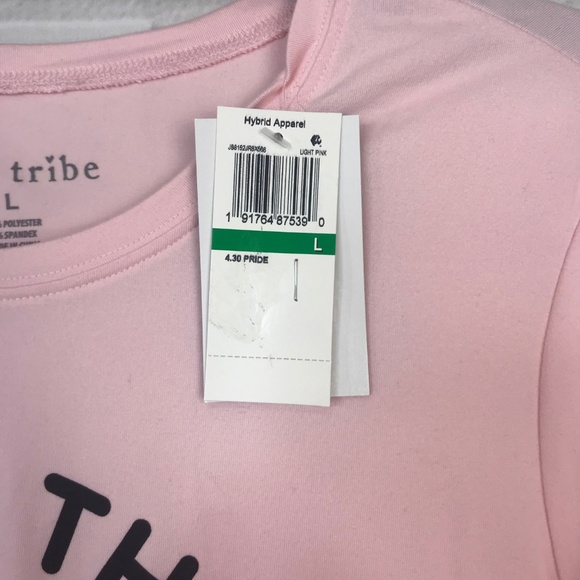 Hybrid Apparel
LIGHT PINK
1 91764 87539 0
L
4.30 PRIDE
tribe
L
POLYESTER
SPANDEX
TH